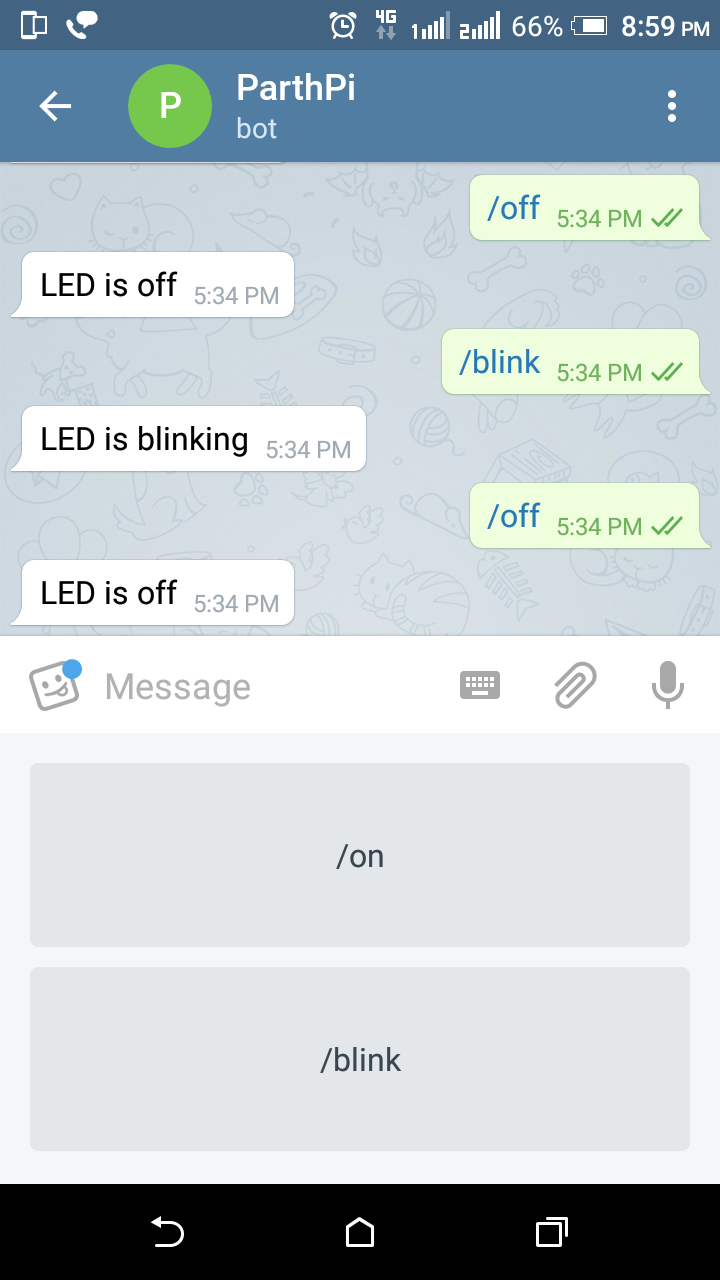 4G 1 2 66% 8:59 PM
P
ParthPi
bot
/off 5:34 PM
LED is off 5:34 PM
/blink 5:34 PM
LED is blinking 5:34 PM
/off 5:34 PM
LED is off 5:34 PM
Message
/on
/blink